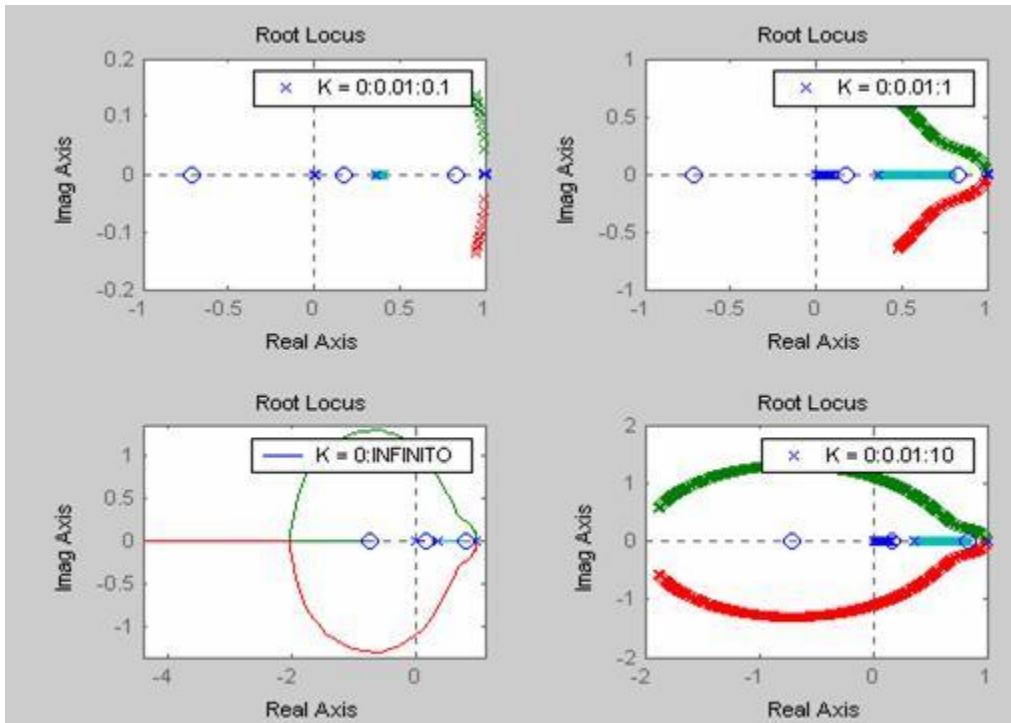 Root Locus
K = 0:0.01:0.1
0.2
0.1
0
-0.1
-0.2
-1
-0.5
0
0.5
1
Imag Axis
Real Axis
Root Locus
K = 0:0.01:1
1
0.5
0
-0.5
-1
-1
-0.5
0
0.5
1
Imag Axis
Real Axis
Root Locus
K = 0:INFINITO
1
0.5
0
-0.5
-1
-4
-2
0
Imag Axis
Real Axis
Root Locus
K = 0:0.01:10
2
1
0
-1
-2
-2
-1
0
1
Imag Axis
Real Axis